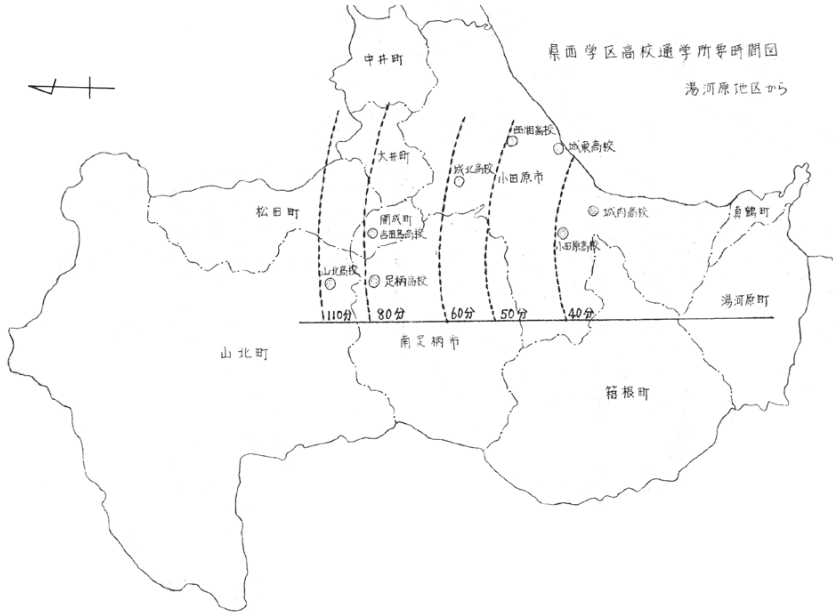 県西学区高校通学所要時間図
湯河原地区から
中井町
大井町
松田町
開成町
吉田島高校
山北高校
足柄高校
城北高校
西湘高校
城東高校
小田原市
城内高校
小田原高校
真鶴町
湯河原町
110分
80分
60分
50分
40分
山北町
南足柄市
箱根町